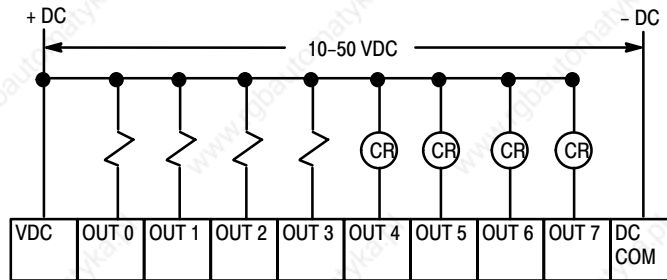 + DC
– DC
10–50 VDC
CR CR CR CR
VDC OUT 0 OUT 1 OUT 2 OUT 3 OUT 4 OUT 5 OUT 6 OUT 7 DC COM